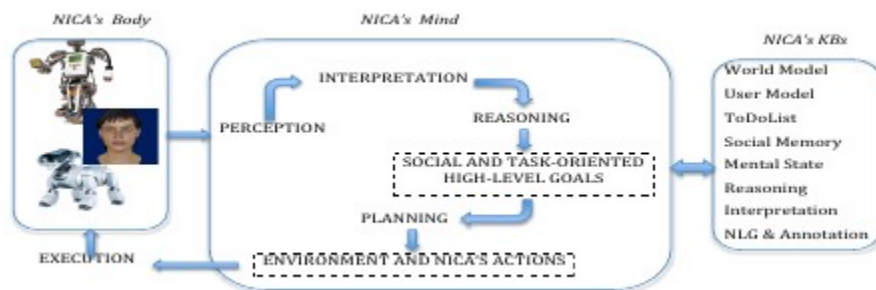 NICA's Body
NICA's Mind
NICA's KBs
INTERPRETATION
PERCEPTION
REASONING
SOCIAL AND TASK-ORIENTED
HIGH-LEVEL GOALS
PLANNING
ENVIRONMENT AND NICA'S ACTIONS
EXECUTION
World Model
User Model
ToDoList
Social Memory
Mental State
Reasoning
Interpretation
NLG & Annotation